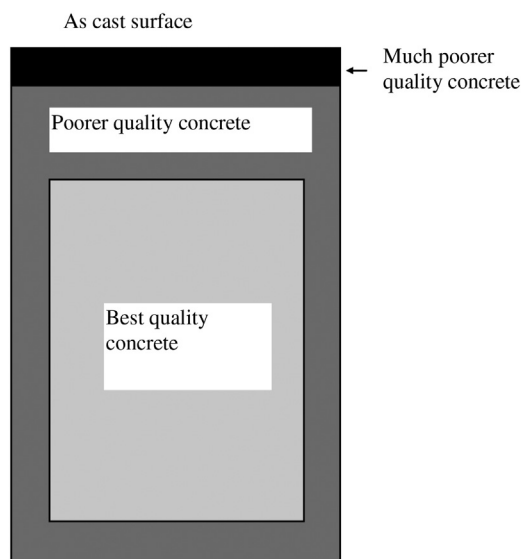 As cast surface
Much poorer
quality concrete
Poorer quality concrete
Best quality
concrete